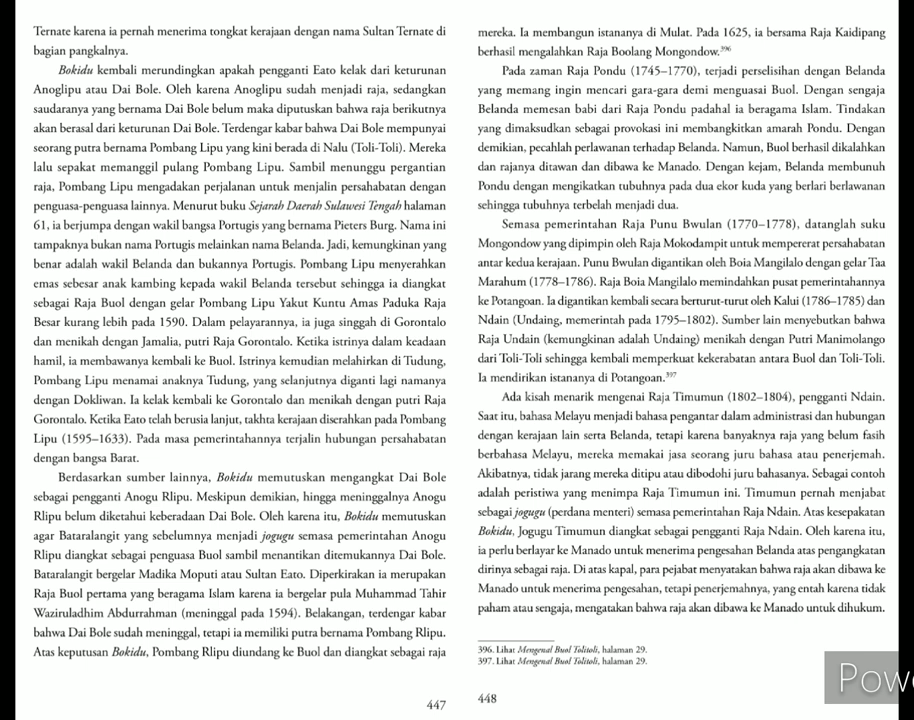 Ternate karena ia pernah menerima tongkat kerajaan dengan nama Sultan Ternate di
bagian pangkalnya.
Bokidu kembali merundingkan apakah pengganti Eato kelak dari keturunan
Anoglipu atau Dai Bole. Oleh karena Anoglipu sudah menjadi raja, sedangkan
saudaranya yang bernama Dai Bole belum maka diputuskan bahwa raja berikutnya
akan berasal dari keturunan Dai Bole. Terdengar kabar bahwa Dai Bole mempunyai
seorang putra bernama Pombang Lipu yang kini berada di Nalu (Toli-Toli). Mereka
lalu sepakat memanggil pulang Pombang Lipu. Sambil menunggu pergantian
raja, Pombang Lipu mengadakan perjalanan untuk menjalin persahabatan dengan
penguasa-penguasa lainnya. Menurut buku Sejarah Daerah Sulawesi Tengah halaman
61, ia berjumpa dengan wakil bangsa Portugis yang bernama Pieters Burg. Nama ini
tampaknya bukan nama Portugis melainkan nama Belanda. Jadi, kemungkinan yang
benar adalah wakil Belanda dan bukannya Portugis. Pombang Lipu menyerahkan
emas sebesar anak kambing kepada wakil Belanda tersebut sehingga ia diangkat
sebagai Raja Buol dengan gelar Pombang Lipu Yakut Kuntu Amas Paduka Raja
Besar kurang lebih pada 1590. Dalam pelayarannya, ia juga singgah di Gorontalo
dan menikah dengan Jamalia, putri Raja Gorontalo. Ketika istrinya dalam keadaan
hamil, ia membawanya kembali ke Buol. Istrinya kemudian melahirkan di Tudung,
Pombang Lipu menamai anaknya Tudung, yang selanjutnya diganti lagi namanya
dengan Dokliwan. Ia kelak kembali ke Gorontalo dan menikah dengan putri Raja
Gorontalo. Ketika Eato telah berusia lanjut, takhta kerajaan diserahkan pada Pombang
Lipu (1595–1633). Pada masa pemerintahannya terjalin hubungan persahabatan
dengan bangsa Barat.
Berdasarkan sumber lainnya, Bokidu memutuskan mengangkat Dai Bole
sebagai pengganti Anogu Rlipu. Meskipun demikian, hingga meninggalnya Anogu
Rlipu belum diketahui keberadaan Dai Bole. Oleh karena itu, Bokidu memutuskan
agar Bataralangit yang sebelumnya menjadi jogugu semasa pemerintahan Anogu
Rlipu diangkat sebagai penguasa Buol sambil menantikan ditemukannya Dai Bole.
Bataralangit bergelar Madika Moputi atau Sultan Eato. Diperkirakan ia merupakan
Raja Buol pertama yang beragama Islam karena ia bergelar pula Muhammad Tahir
Waziruladhim Abdurrahman (meninggal pada 1594). Belakangan, terdengar kabar
bahwa Dai Bole sudah meninggal, tetapi ia memiliki putra bernama Pombang Rlipu.
Atas keputusan Bokidu, Pombang Rlipu diundang ke Buol dan diangkat sebagai raja
447
mereka. Ia membangun istananya di Mulat. Pada 1625, ia bersama Raja Kaidipang
berhasil mengalahkan Raja Boolang Mongondow.396
Pada zaman Raja Pondu (1745–1770), terjadi perselisihan dengan Belanda
yang memang ingin mencari gara-gara demi menguasai Buol. Dengan sengaja
Belanda memesan babi dari Raja Pondu padahal ia beragama Islam. Tindakan
yang dimaksudkan sebagai provokasi ini membangkitkan amarah Pondu. Dengan
demikian, pecahlah perlawanan terhadap Belanda. Namun, Buol berhasil dikalahkan
dan rajanya ditawan dan dibawa ke Manado. Dengan kejam, Belanda membunuh
Pondu dengan mengikatkan tubuhnya pada dua ekor kuda yang berlari berlawanan
sehingga tubuhnya terbelah menjadi dua.
Semasa pemerintahan Raja Punu Bwulan (1770–1778), datanglah suku
Mongondow yang dipimpin oleh Raja Mokodampit untuk mempererat persahabatan
antar kedua kerajaan. Punu Bwulan digantikan oleh Boia Mangilalo dengan gelar Taa
Marahum (1778–1786). Raja Boia Mangilalo memindahkan pusat pemerintahannya
ke Potangoan. Ia digantikan kembali secara berturut-turut oleh Kalui (1786–1785) dan
Ndain (Undaing, memerintah pada 1795–1802). Sumber lain menyebutkan bahwa
Raja Undain (kemungkinan adalah Undaing) menikah dengan Putri Manimolango
dari Toli-Toli sehingga kembali memperkuat kekerabatan antara Buol dan Toli-Toli.
Ia mendirikan istananya di Potangoan.397
Ada kisah menarik mengenai Raja Timumun (1802–1804), pengganti Ndain.
Saat itu, bahasa Melayu menjadi bahasa pengantar dalam administrasi dan hubungan
dengan kerajaan lain serta Belanda, tetapi karena banyaknya raja yang belum fasih
berbahasa Melayu, mereka memakai jasa seorang juru bahasa atau penerjemah.
Akibatnya, tidak jarang mereka ditipu atau dibodohi juru bahasanya. Sebagai contoh
adalah peristiwa yang menimpa Raja Timumun ini. Timumun pernah menjabat
sebagai jogugu (perdana menteri) semasa pemerintahan Raja Ndain. Atas kesepakatan
Bokidu, Jogugu Timumun diangkat sebagai pengganti Raja Ndain. Oleh karena itu,
ia perlu berlayar ke Manado untuk menerima pengesahan Belanda atas pengangkatan
dirinya sebagai raja. Di atas kapal, para pejabat menyatakan bahwa raja akan dibawa ke
Manado untuk menerima pengesahan, tetapi penerjemahnya, yang entah karena tidak
paham atau sengaja, mengatakan bahwa raja akan dibawa ke Manado untuk dihukum.
396. Lihat Mengenal Buol Tolitoli, halaman 29.
397. Lihat Mengenal Buol Tolitoli, halaman 29.
448
Powe